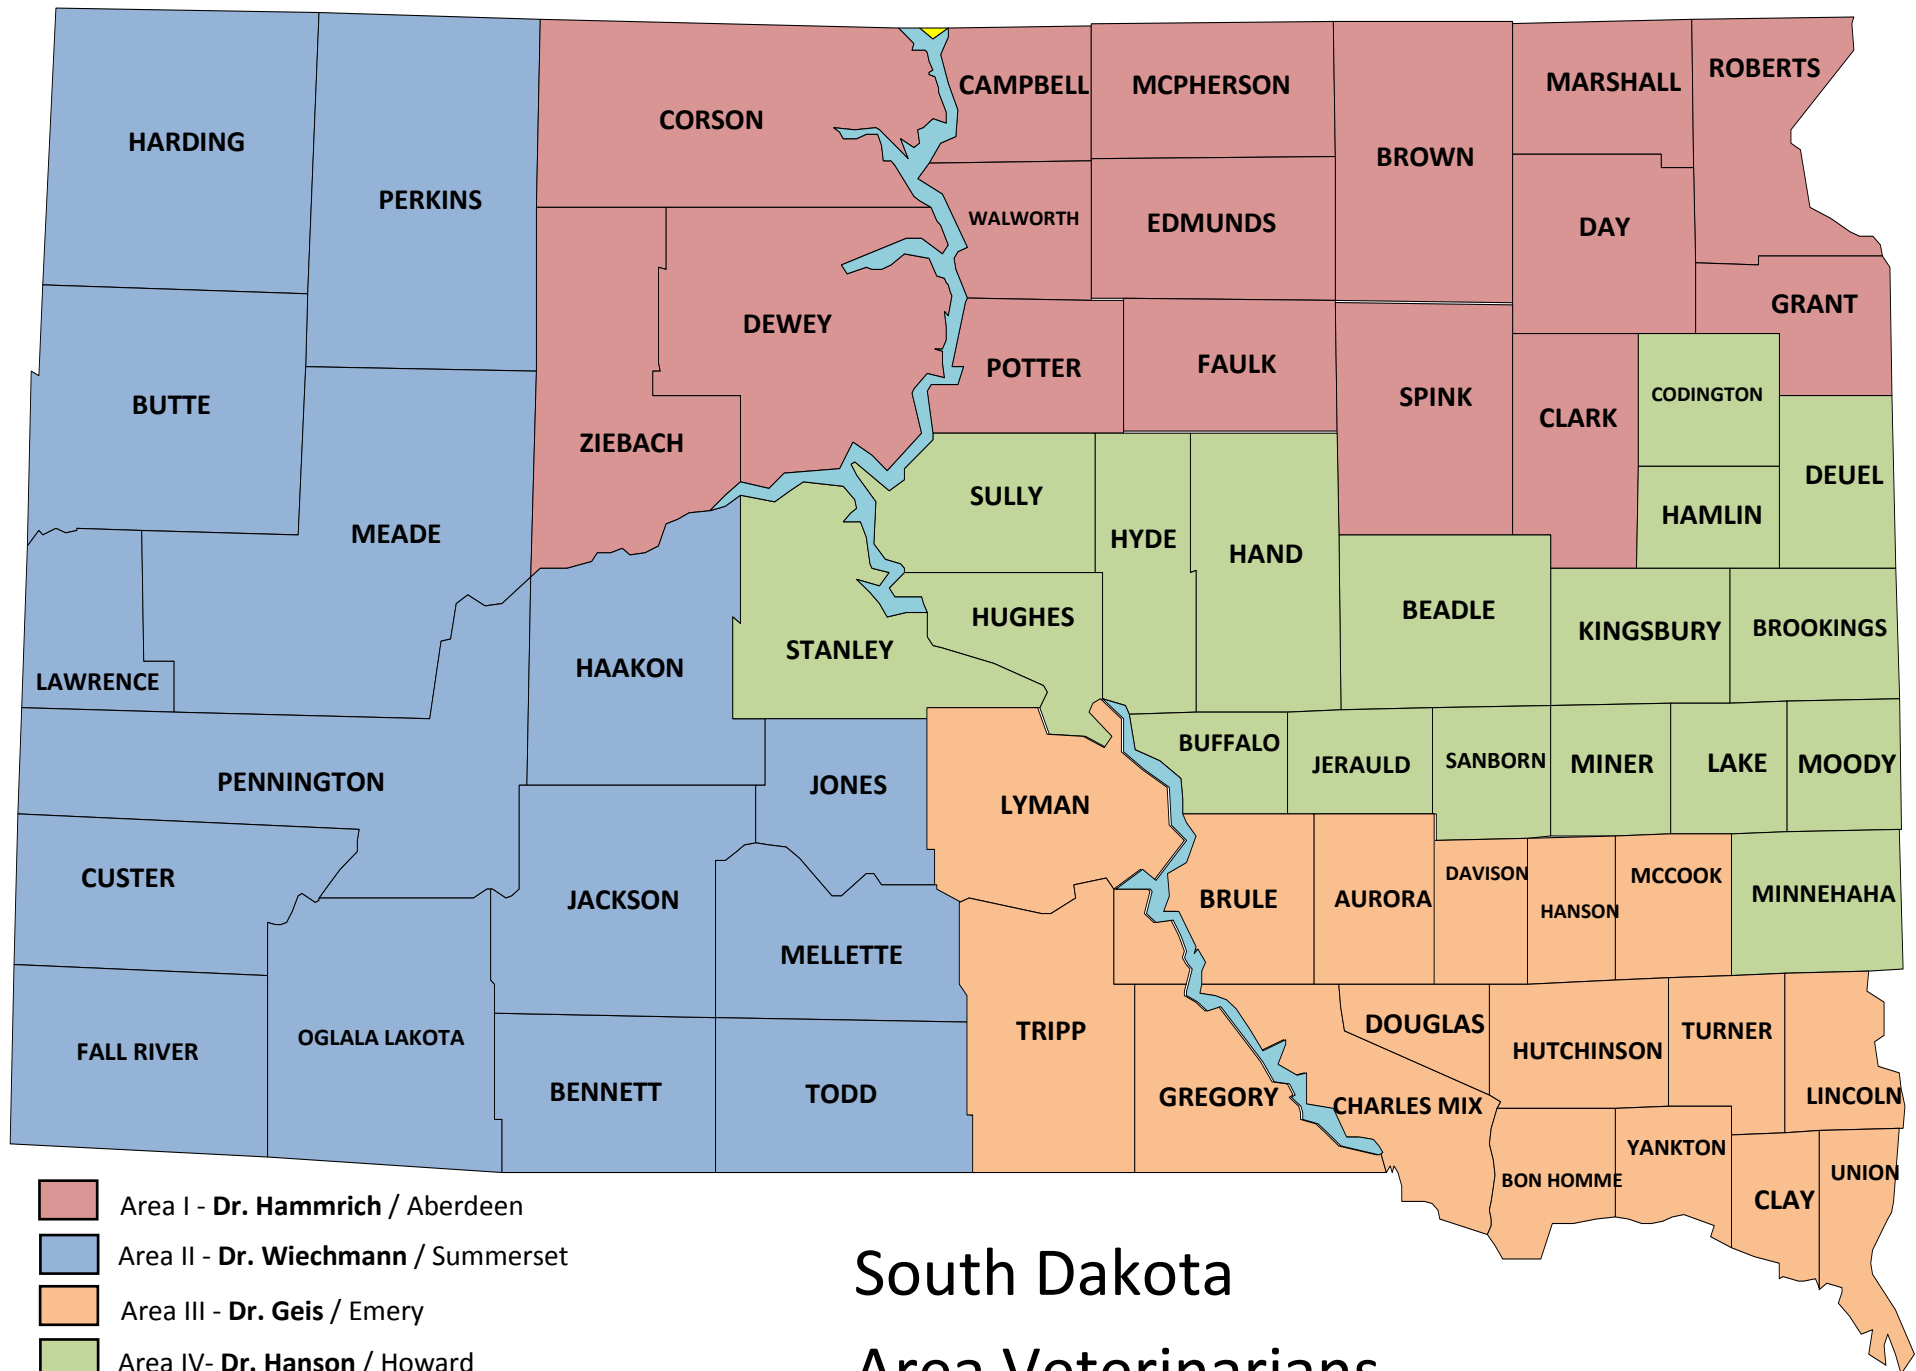 HARDING
PERKINS
CORSON
CAMPBELL
MCPHERSON
BROWN
MARSHALL
ROBERTS
WALWORTH
EDMUNDS
DAY
GRANT
BUTTE
DEWEY
POTTER
FAULK
SPINK
CLARK
CODINGTON
ZIEBACH
MEADE
SULLY
HYDE
HAND
HAMLIN
DEUEL
LAWRENCE
HAAKON
STANLEY
HUGHES
BEADLE
KINGSBURY
BROOKINGS
PENNINGTON
JONES
LYMAN
BUFFALO
JERAULD
SANBORN
MINER
LAKE
MOODY
CUSTER
JACKSON
MELLETTE
BRULE
AURORA
DAVISON
HANSON
MCCOOK
MINNEHAHA
FALL RIVER
OGLALA LAKOTA
BENNETT
TODD
TRIPP
GREGORY
CHARLES MIX
DOUGLAS
HUTCHINSON
TURNER
LINCOLN
BON HOMME
YANKTON
CLAY
UNION
Area I - Dr. Hammrich / Aberdeen
Area II - Dr. Wiechmann / Summerset
Area III - Dr. Geis / Emery
Area IV- Dr. Hanson / Howard
South Dakota
Area Veterinarians